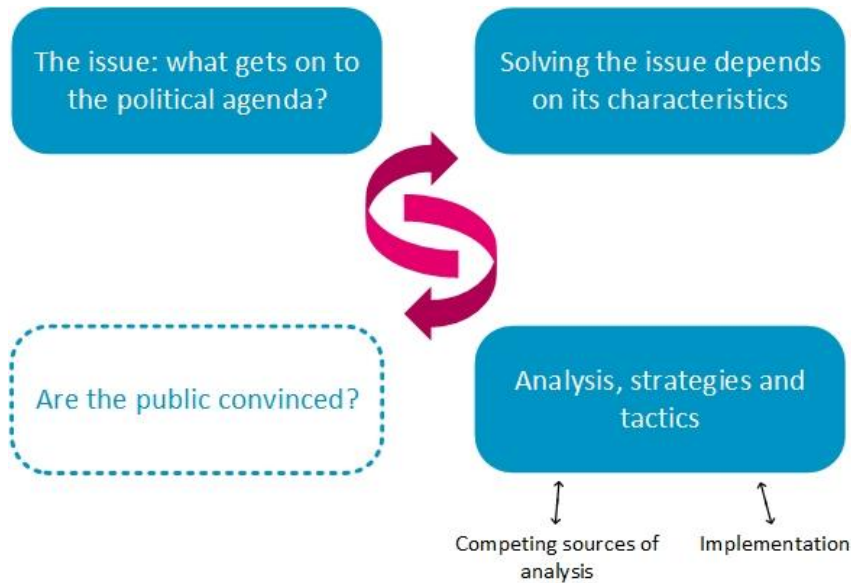 The issue: what gets on to
the political agenda?
Solving the issue depends
on its characteristics
Are the public convinced?
Analysis, strategies and
tactics
Competing sources of
analysis
Implementation